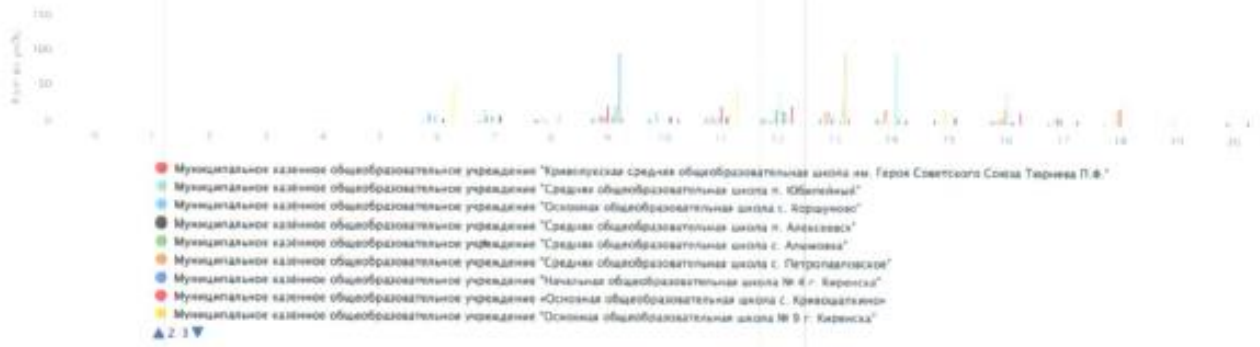 150
100
50
0
0 1 2 3 4 5 6 7 8 9 10 11 12 13 14 15 16 17 18 19 20
Муниципальное казённое общеобразовательное учреждение "Криволукская средняя общеобразовательная школа им. Героя Советского Союза Тюрнева П.Ф."
Муниципальное казённое общеобразовательное учреждение "Средняя общеобразовательная школа п. Юбилейный"
Муниципальное казённое общеобразовательное учреждение "Основная общеобразовательная школа с. Коршуново"
Муниципальное казённое общеобразовательное учреждение "Средняя общеобразовательная школа п. Алексеевск"
Муниципальное казённое общеобразовательное учреждение "Средняя общеобразовательная школа с. Алымовка"
Муниципальное казённое общеобразовательное учреждение "Средняя общеобразовательная школа с. Петропавловское"
Муниципальное казённое общеобразовательное учреждение "Начальная общеобразовательная школа № 4 г. Киренска"
Муниципальное казённое общеобразовательное учреждение «Основная общеобразовательная школа с. Кривошапкино»
Муниципальное казённое общеобразовательное учреждение "Основная общеобразовательная школа № 9 г. Киренска"
▲ 2 3 ▼